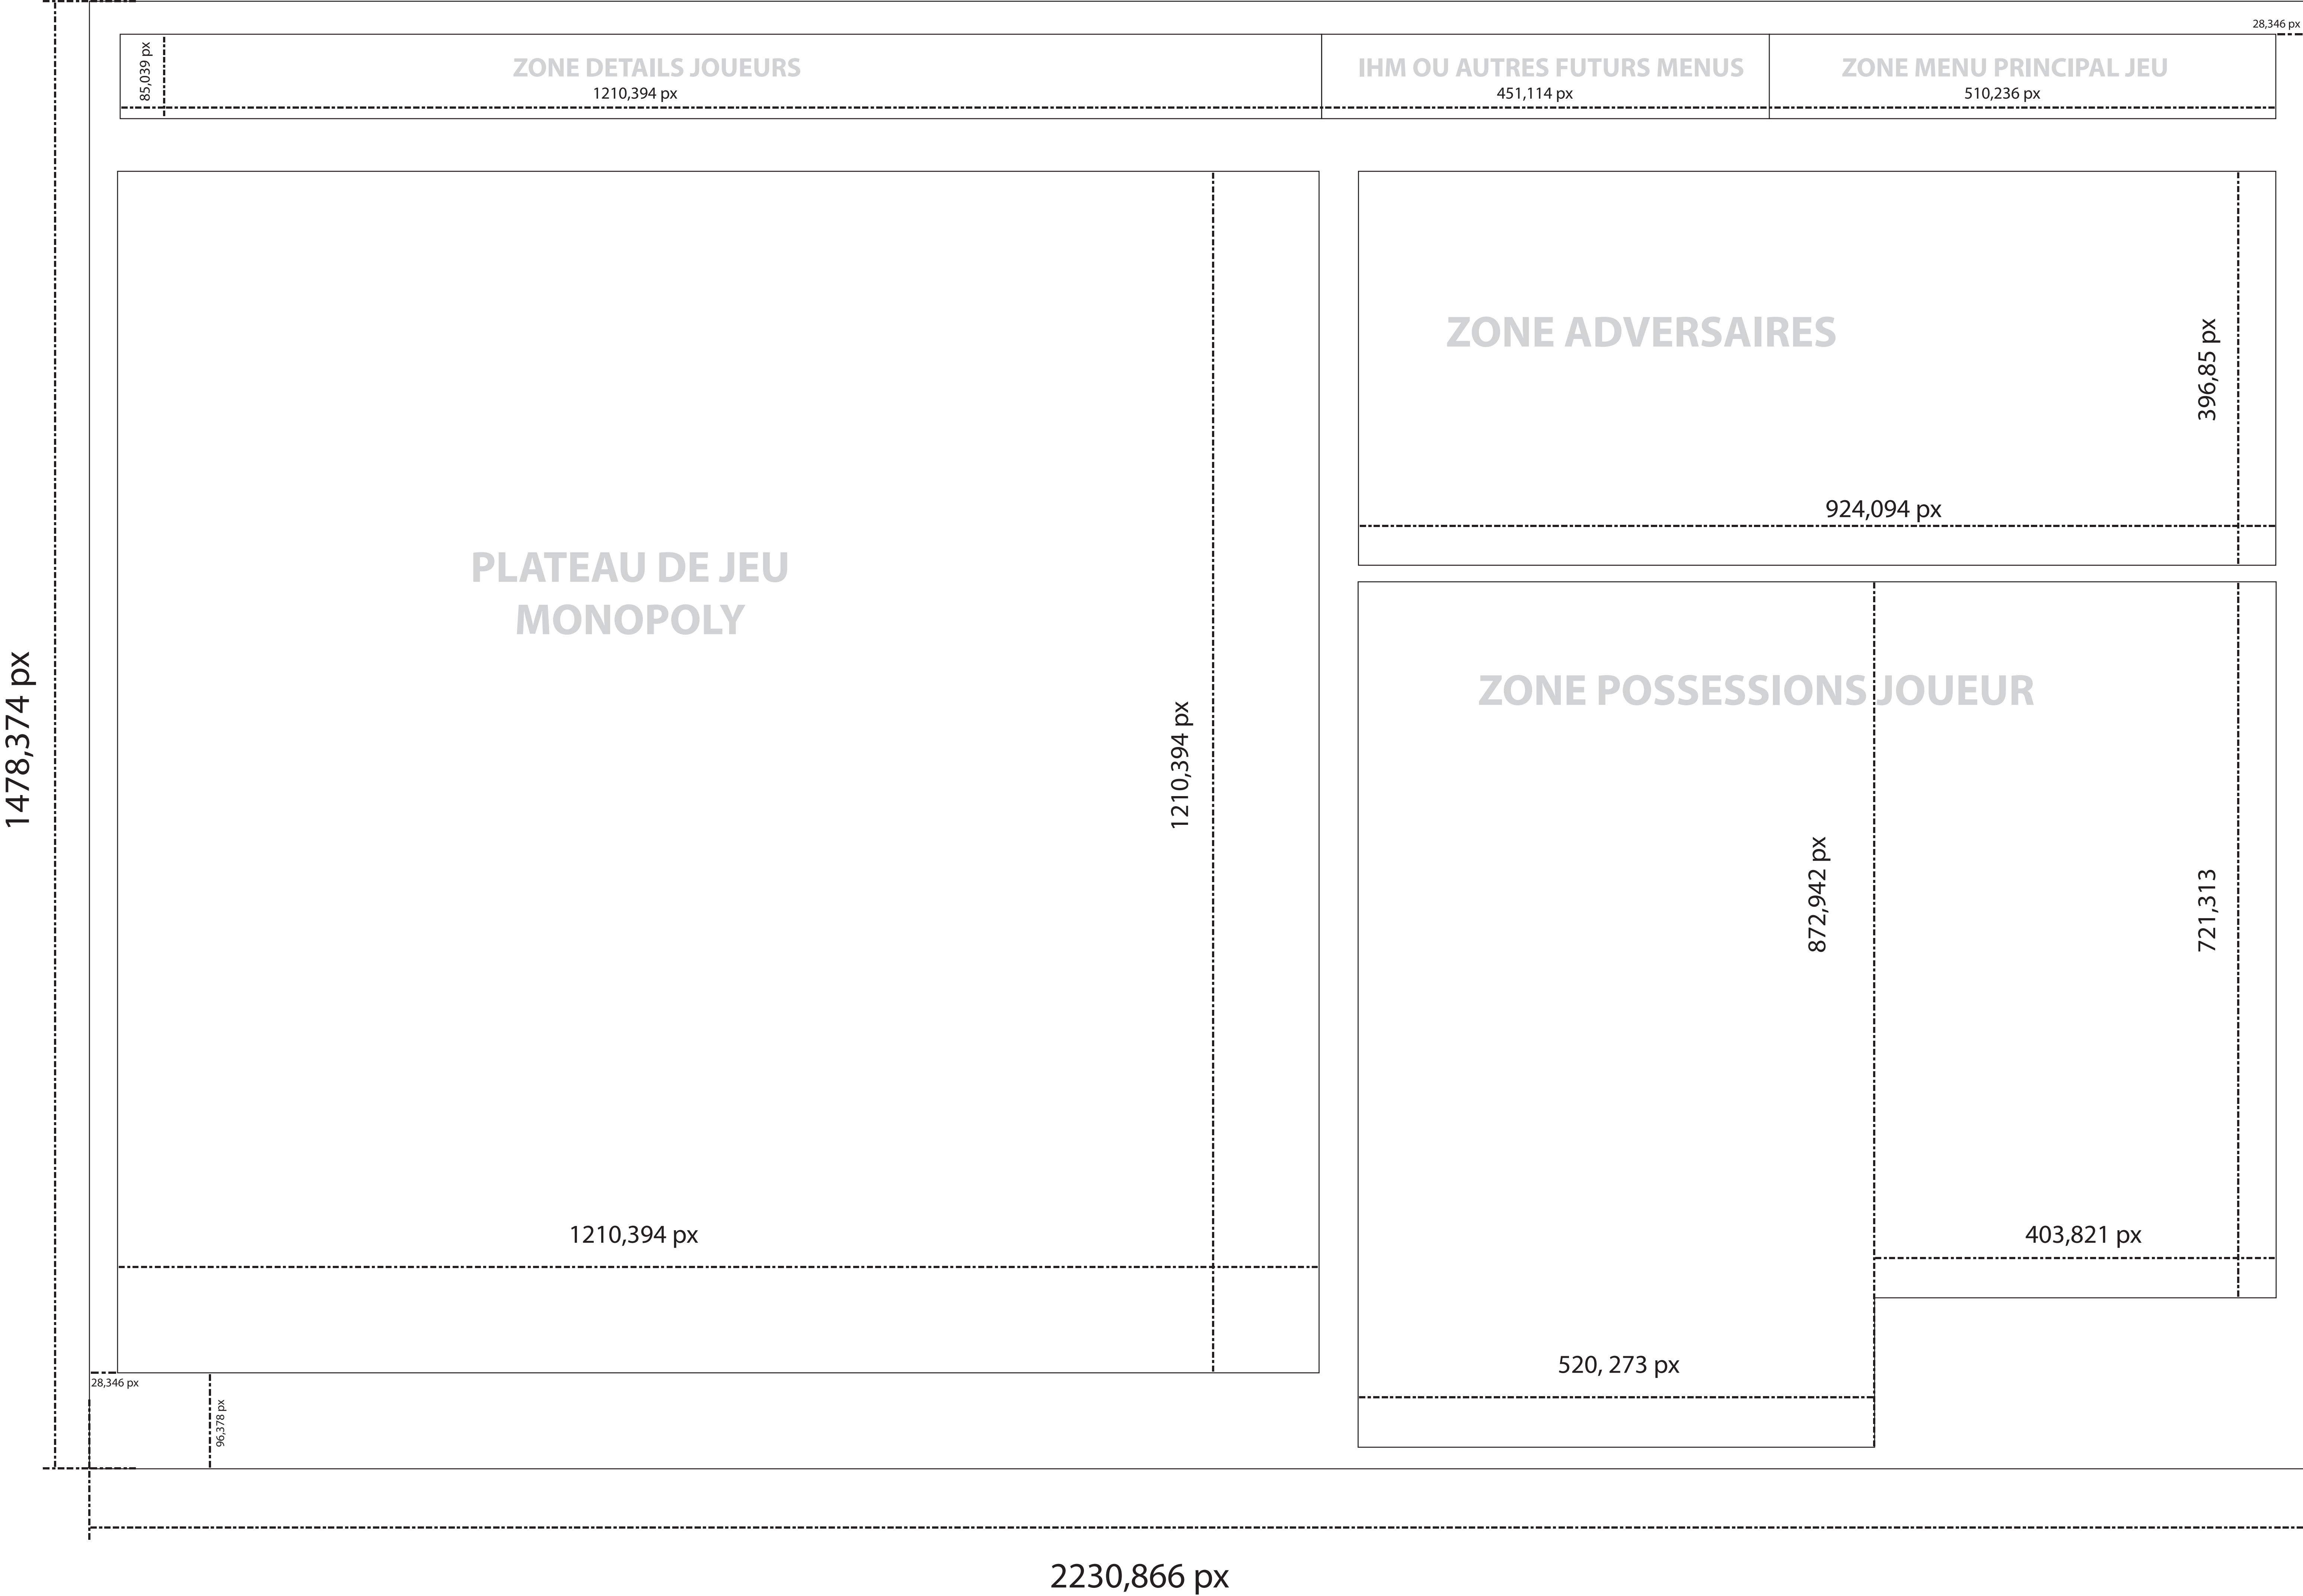 28,346 px
85,039 px
ZONE DETAILS JOUEURS
1210,394 px
IHM OU AUTRES FUTURS MENUS
451,114 px
ZONE MENU PRINCIPAL JEU
510,236 px
PLATEAU DE JEU
MONOPOLY
1210,394 px
1210,394 px
ZONE ADVERSAIRES
396,85 px
924,094 px
ZONE POSSESSIONS JOUEUR
872,942 px
721,313
403,821 px
520, 273 px
1478,374 px
28,346 px
96,378 px
2230,866 px